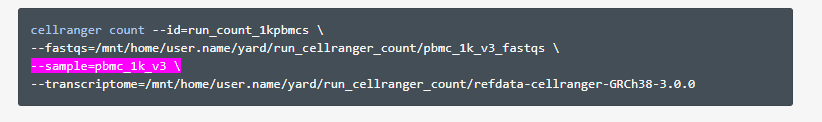 cellranger count --id=run_count_1kpbmcs \
--fastqs=/mnt/home/user.name/yard/run_cellranger_count/pbmc_1k_v3_fastqs \
--sample=pbmc_1k_v3 \
--transcriptome=/mnt/home/user.name/yard/run_cellranger_count/refdata-cellranger-GRCh38-3.0.0